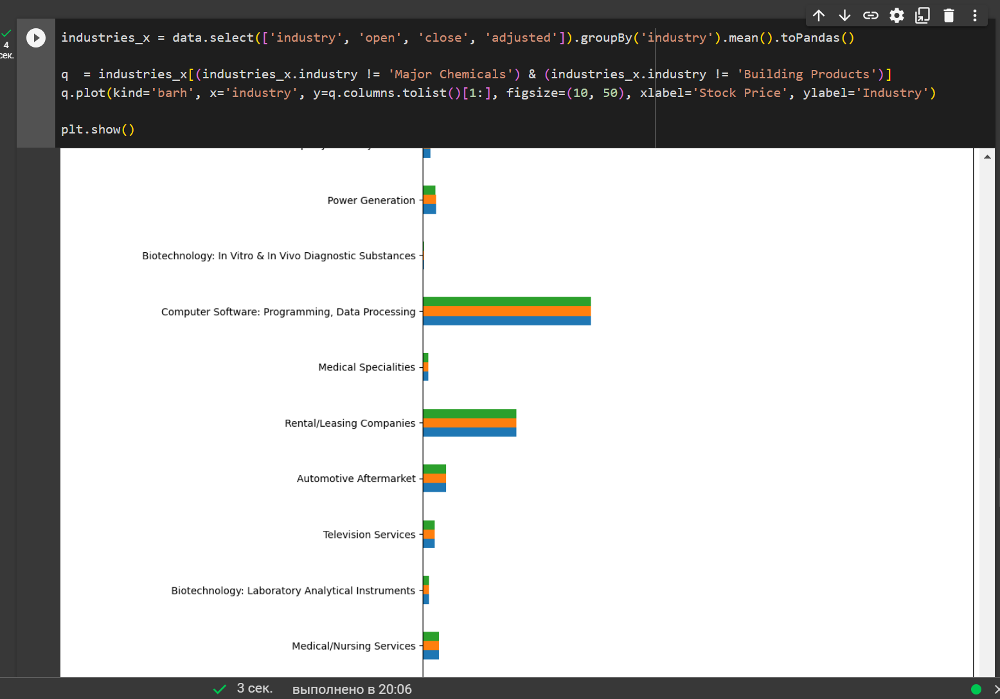 industries_x = data.select(['industry', 'open', 'close', 'adjusted']).groupBy('industry').mean().toPandas()
q  = industries_x[(industries_x.industry != 'Major Chemicals') & (industries_x.industry != 'Building Products')]
q.plot(kind='barh', x='industry', y=q.columns.tolist()[1:], figsize=(10, 50), xlabel='Stock Price', ylabel='Industry')
plt.show()
4
сек.
Power Generation
Biotechnology: In Vitro & In Vivo Diagnostic Substances
Computer Software: Programming, Data Processing
Medical Specialities
Rental/Leasing Companies
Automotive Aftermarket
Television Services
Biotechnology: Laboratory Analytical Instruments
Medical/Nursing Services
3 сек. выполнено в 20:06